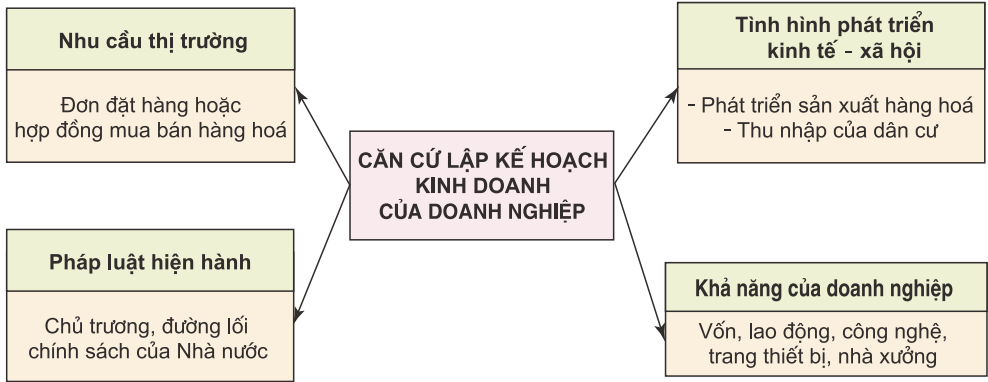 Nhu cầu thị trường
Đơn đặt hàng hoặc
hợp đồng mua bán hàng hoá
Tình hình phát triển
kinh tế - xã hội
- Phát triển sản xuất hàng hoá
- Thu nhập của dân cư
CĂN CỨ LẬP KẾ HOẠCH
KINH DOANH
CỦA DOANH NGHIỆP
Pháp luật hiện hành
Chủ trương, đường lối
chính sách của Nhà nước
Khả năng của doanh nghiệp
Vốn, lao động, công nghệ,
trang thiết bị, nhà xưởng